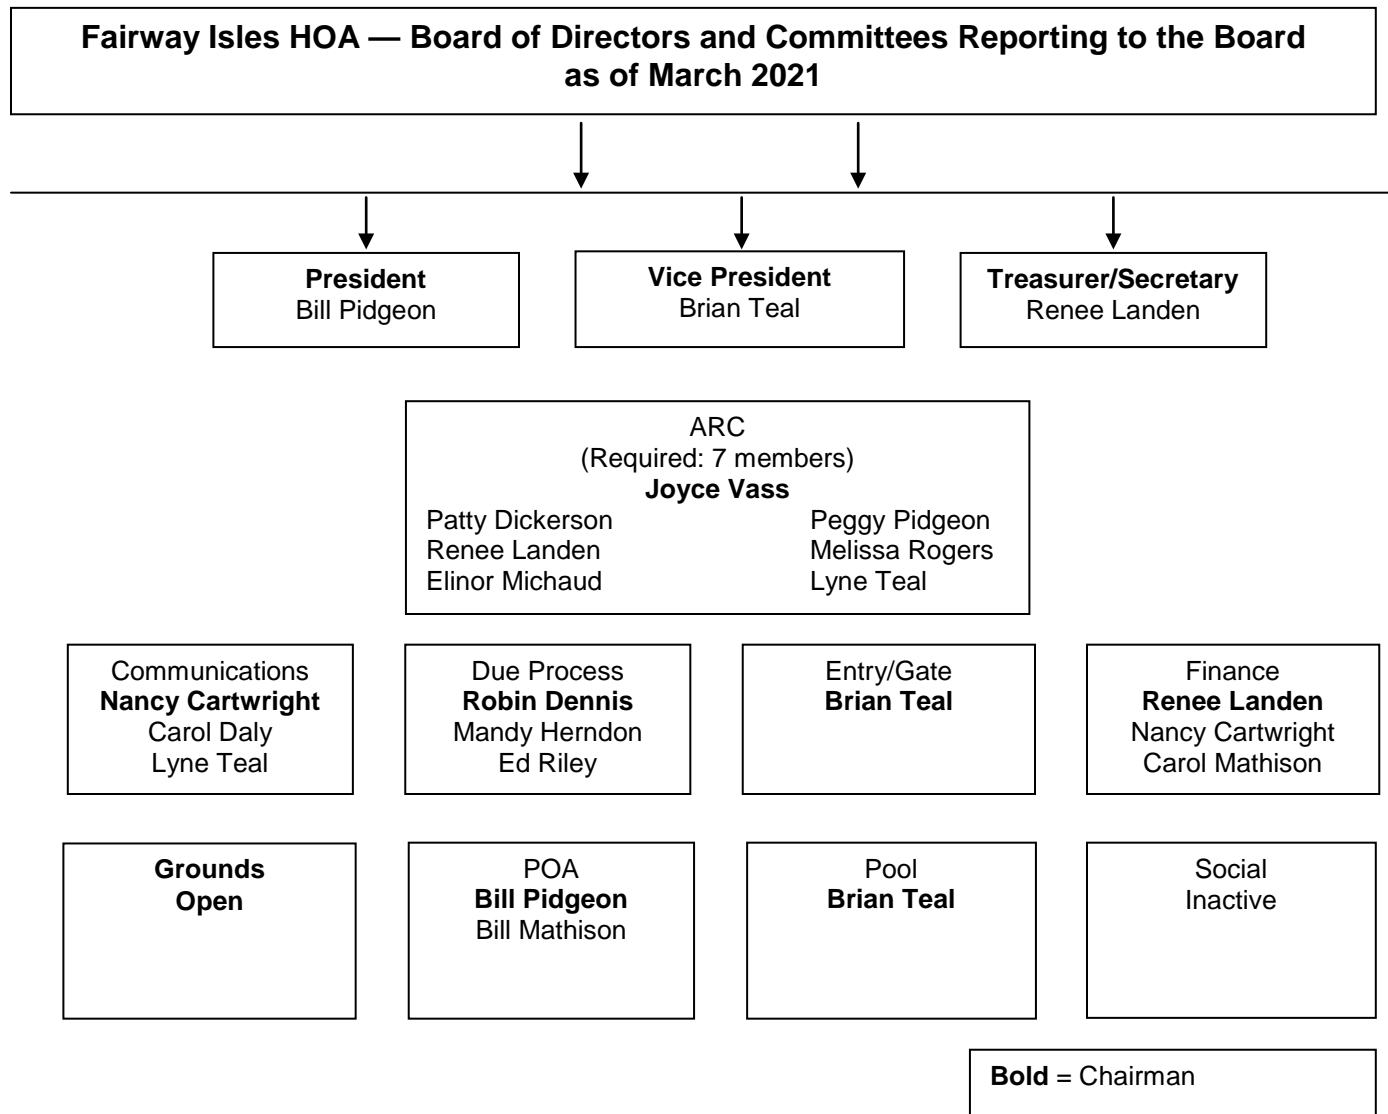 Fairway Isles HOA — Board of Directors and Committees Reporting to the Board
as of March 2021
President
Bill Pidgeon
Vice President
Brian Teal
Treasurer/Secretary
Renee Landen
ARC
(Required: 7 members)
Joyce Vass
Patty Dickerson
Renee Landen
Elinor Michaud
Peggy Pidgeon
Melissa Rogers
Lyne Teal
Communications
Nancy Cartwright
Carol Daly
Lyne Teal
Due Process
Robin Dennis
Mandy Herndon
Ed Riley
Entry/Gate
Brian Teal
Finance
Renee Landen
Nancy Cartwright
Carol Mathison
Grounds
Open
POA
Bill Pidgeon
Bill Mathison
Pool
Brian Teal
Social
Inactive
Bold = Chairman